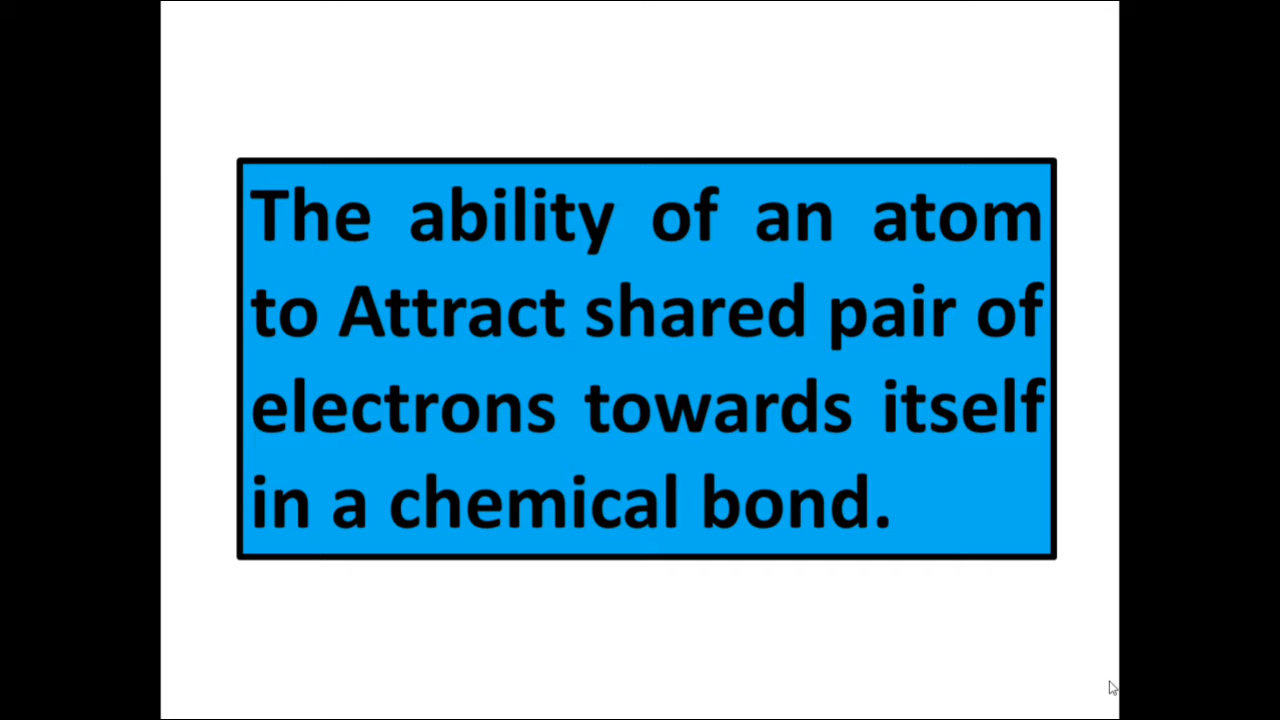 The ability of an atom
to Attract shared pair of
electrons towards itself
in a chemical bond.